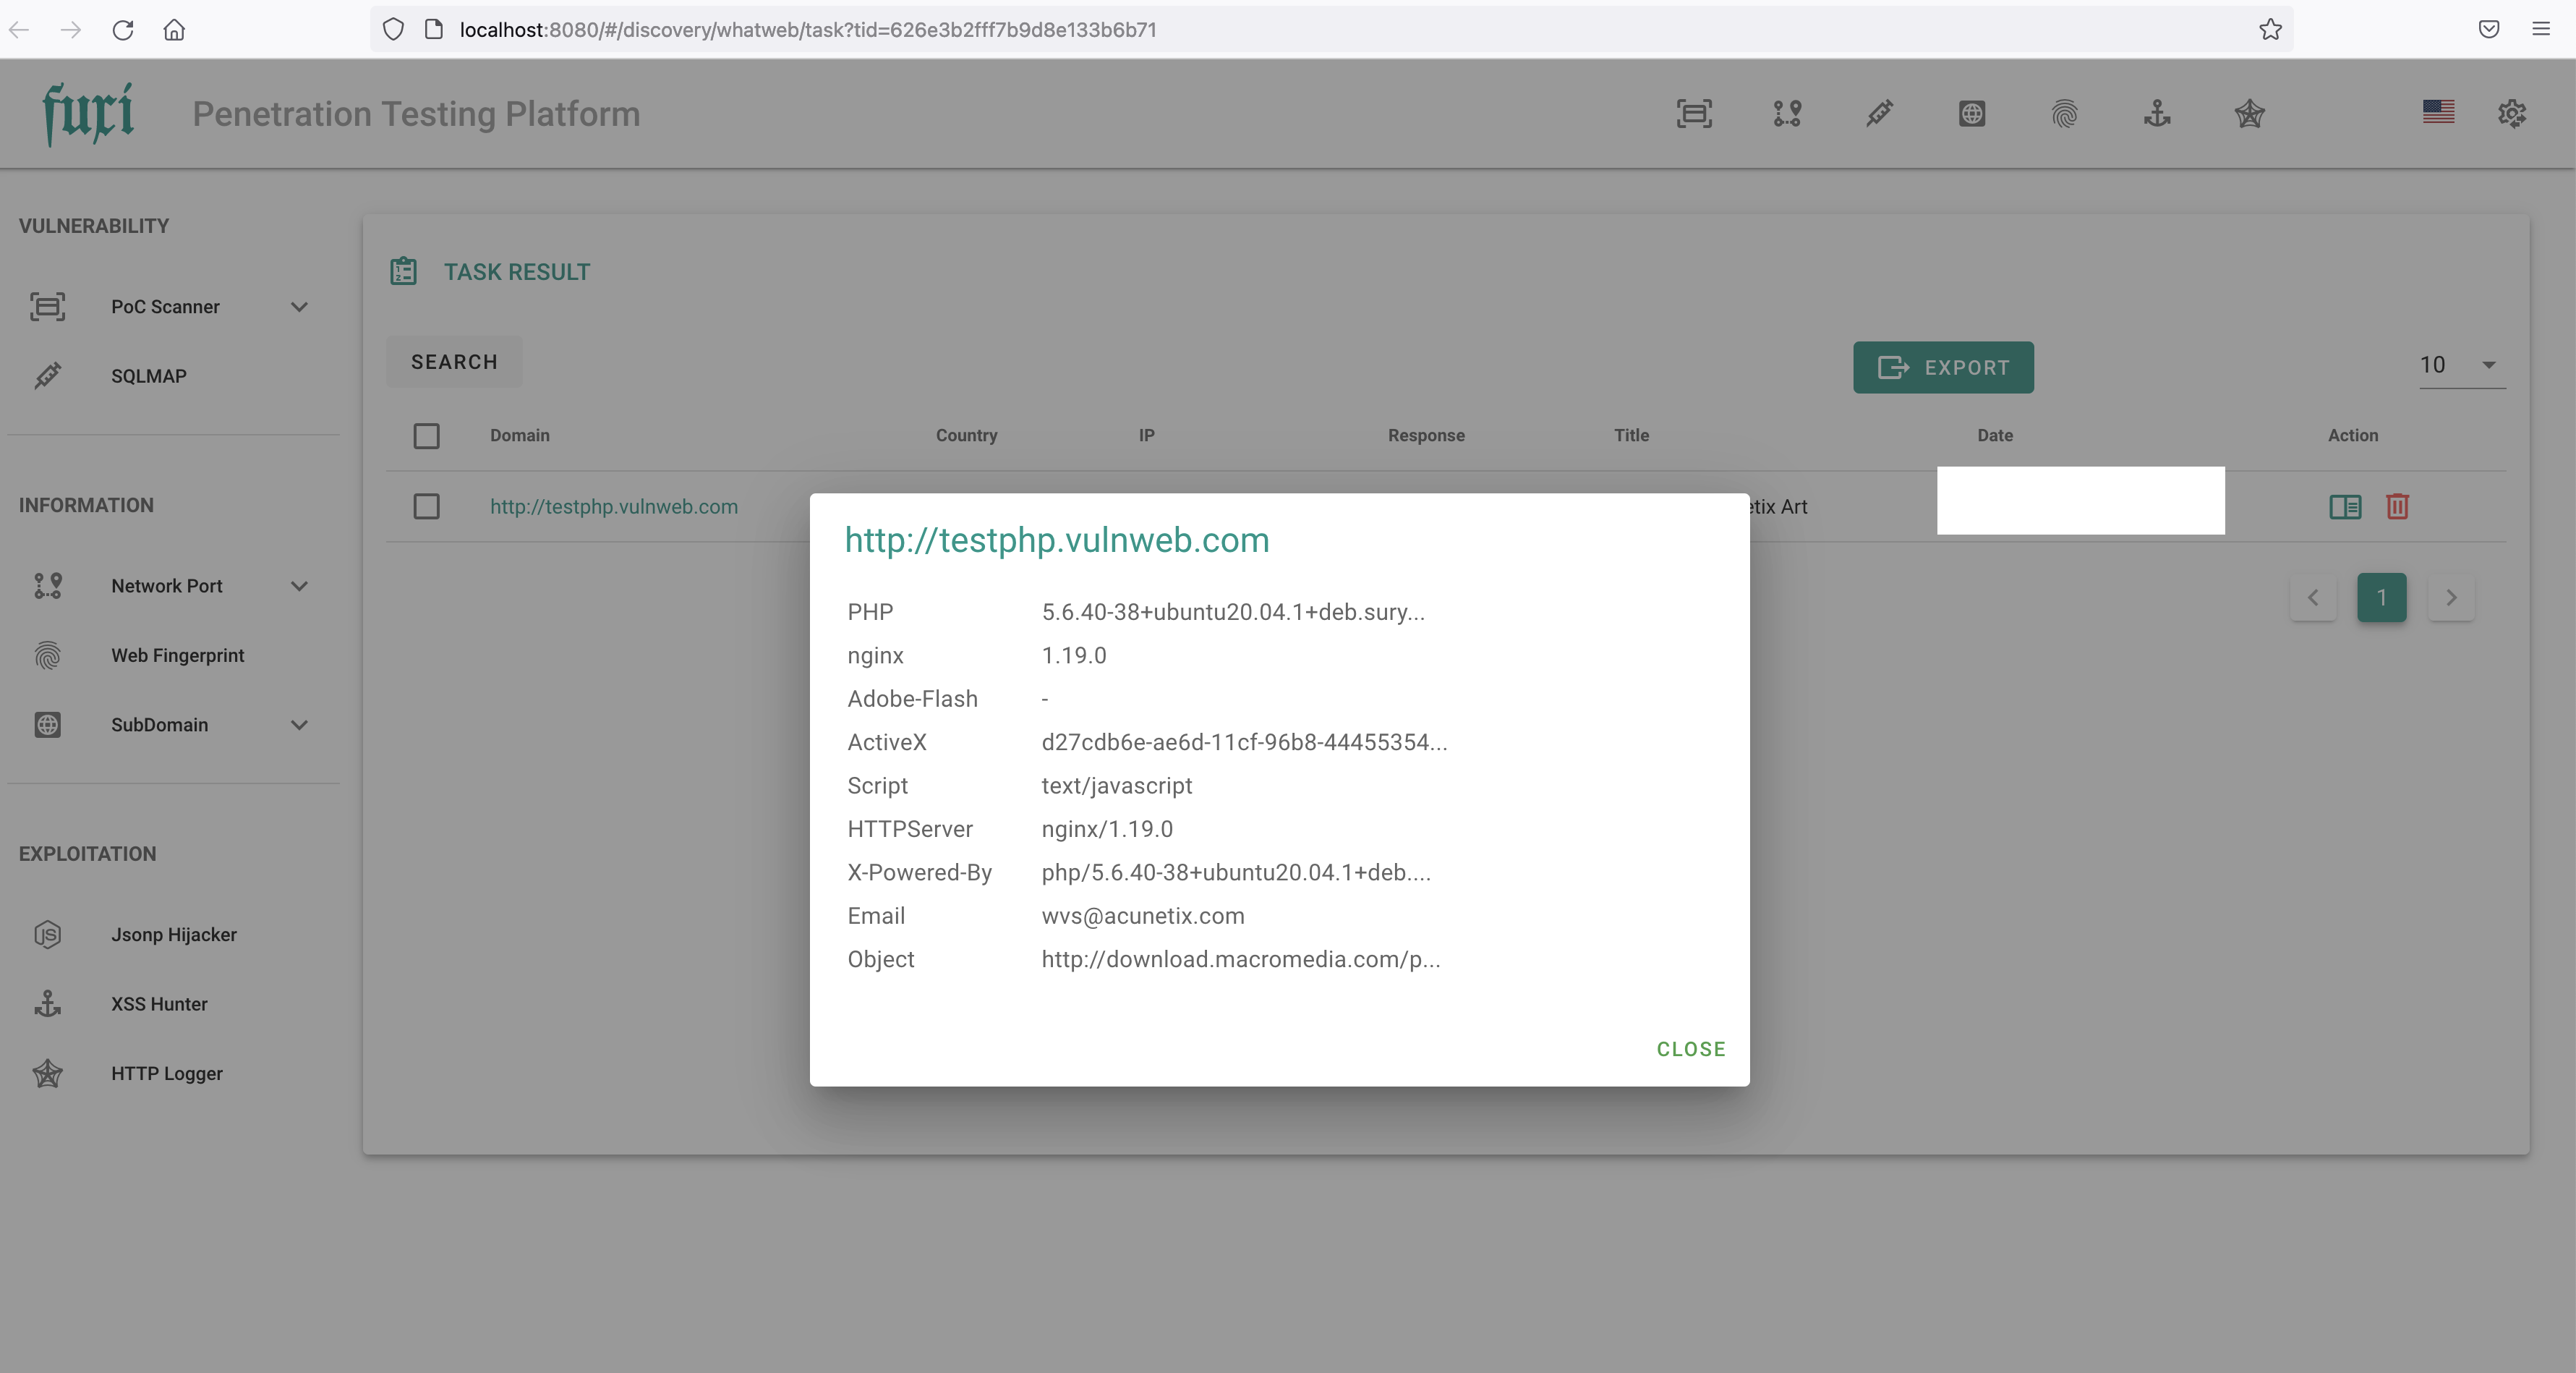 localhost:8080/#/discovery/whatweb/task?tid=626e3b2fff7b9d8e133b6b71
fuxi
Penetration Testing Platform
VULNERABILITY
PoC Scanner
SQLMAP
INFORMATION
Network Port
Web Fingerprint
SubDomain
EXPLOITATION
Jsonp Hijacker
XSS Hunter
HTTP Logger
TASK RESULT
SEARCH
EXPORT
10
Domain Country IP Response Title Date Action
http://testphp.vulnweb.com etix Art
1
http://testphp.vulnweb.com
PHP 5.6.40-38+ubuntu20.04.1+deb.sury...
nginx 1.19.0
Adobe-Flash -
ActiveX d27cdb6e-ae6d-11cf-96b8-44455354...
Script text/javascript
HTTPServer nginx/1.19.0
X-Powered-By php/5.6.40-38+ubuntu20.04.1+deb....
Email wvs@acunetix.com
Object http://download.macromedia.com/p...
CLOSE